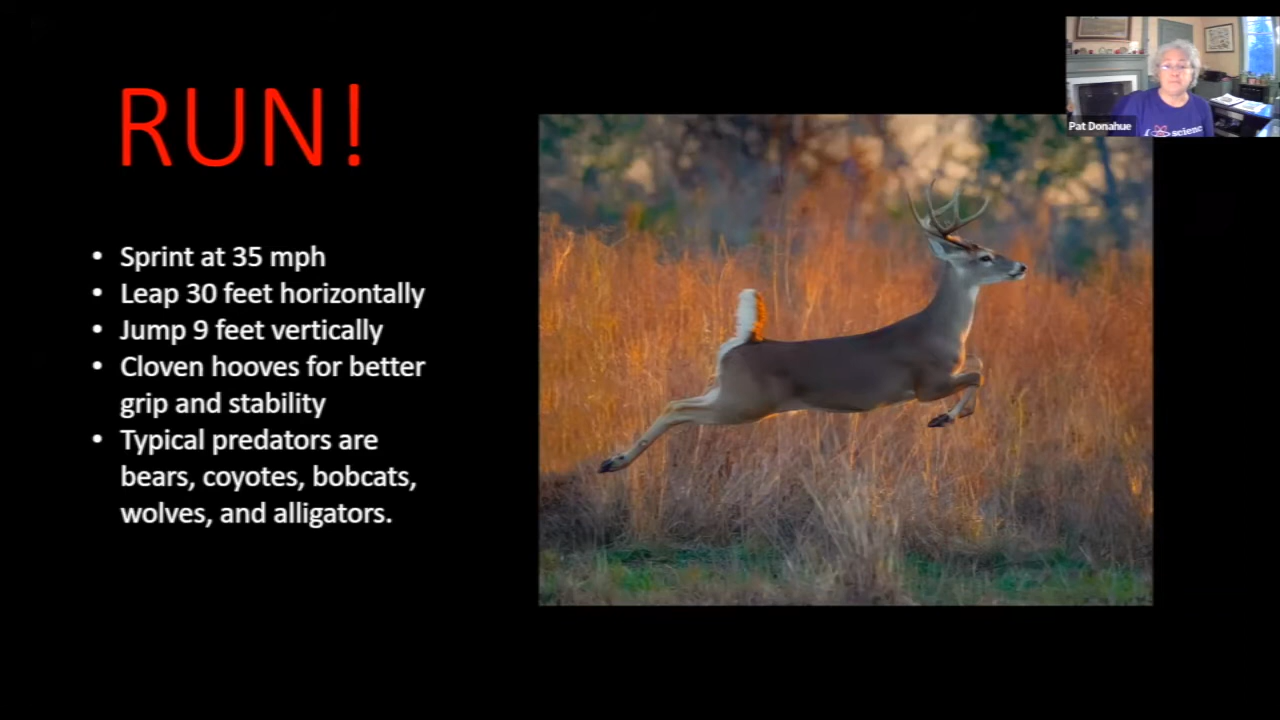 RUN!
• Sprint at 35 mph
• Leap 30 feet horizontally
• Jump 9 feet vertically
• Cloven hooves for better
grip and stability
• Typical predators are
bears, coyotes, bobcats,
wolves, and alligators.
Pat Donahue
science